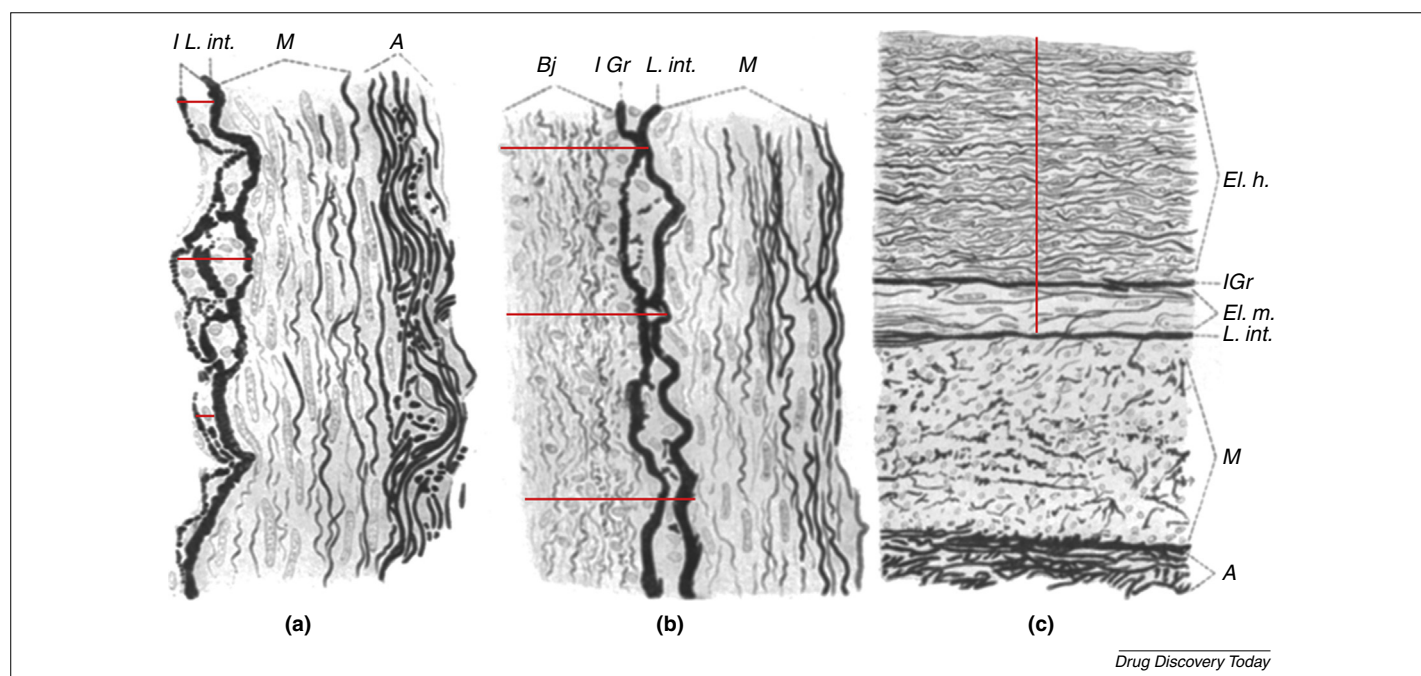 I L. int. M A
Bj I Gr L. int. M
El. h.
IGr
El. m.
L. int.
M
A
(a) (b) (c)
Drug Discovery Today